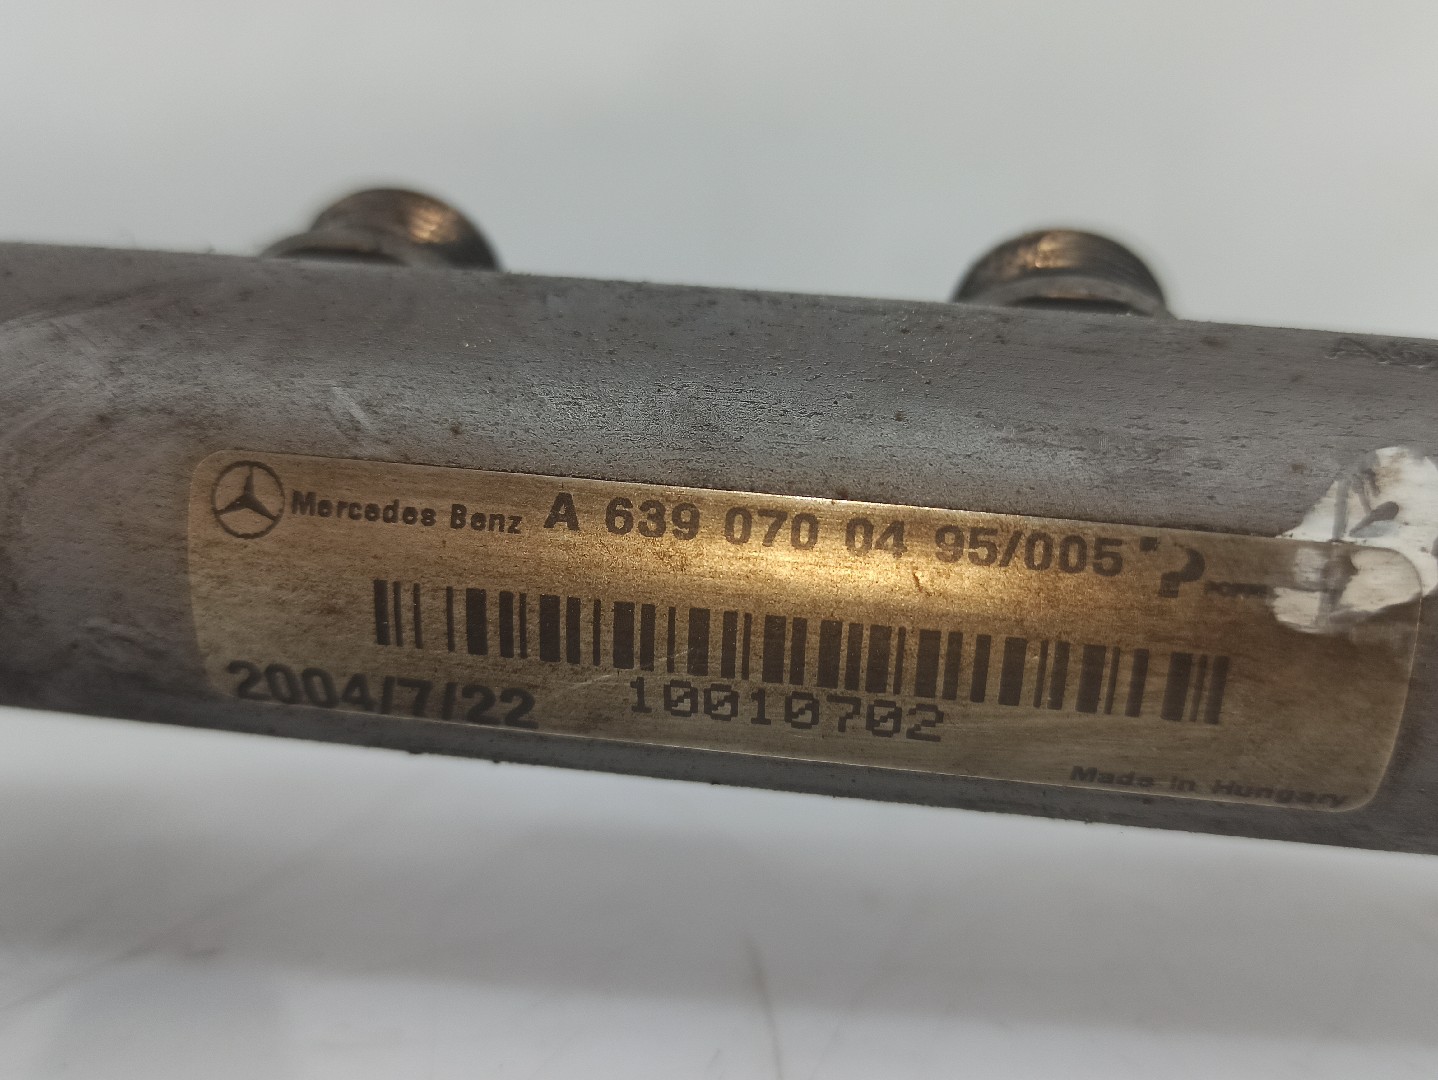 Mercedes Benz A 639 070 04 95/005
2004/7/22 10010702
Made in Hungary